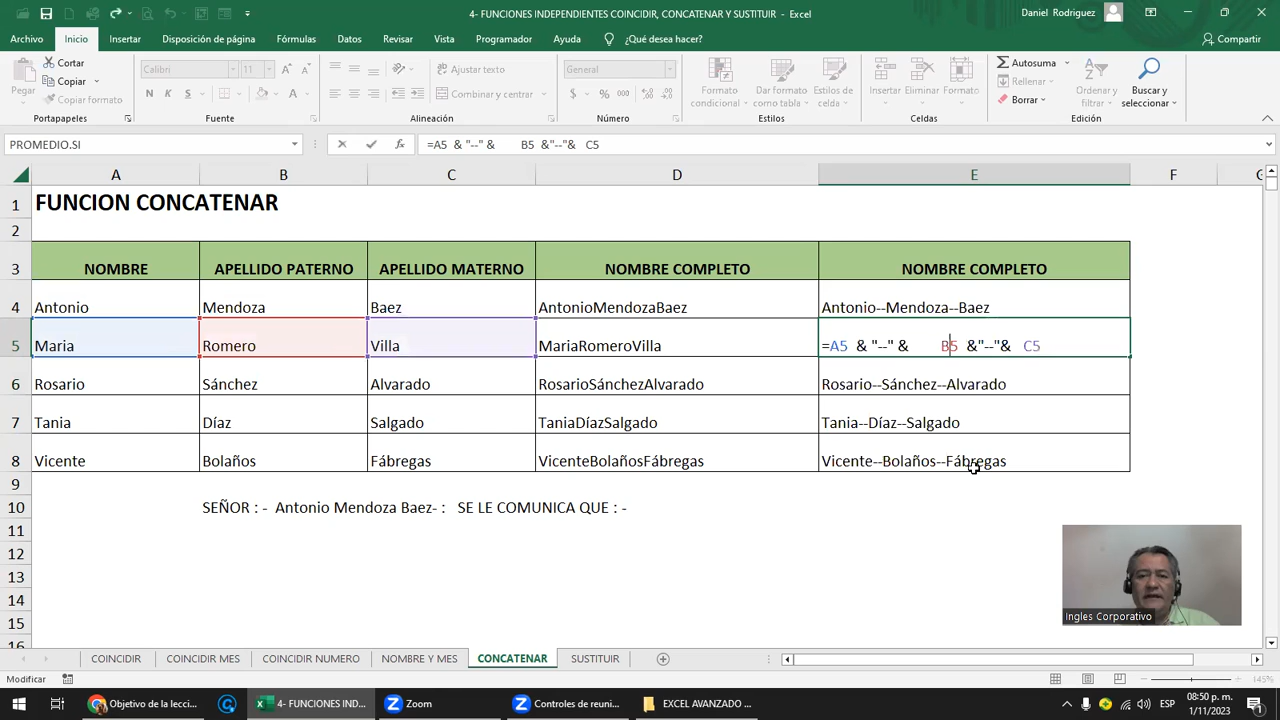 4- FUNCIONES INDEPENDIENTES COINCIDIR, CONCATENAR Y SUSTITUIR - Excel
Daniel Rodriguez
Archivo Inicio Insertar Disposición de página Fórmulas Datos Revisar Vista Programador Ayuda ¿Qué desea hacer? Compartir
Pegar
Cortar
Copiar
Copiar formato
Portapapeles
Calibri 11
N K S
Fuente
Ajustar texto
Combinar y centrar
Alineación
General
$ % 000
Número
Formato condicional
Dar formato como tabla
Estilos de celda
Estilos
Insertar Eliminar Formato
Celdas
Autosuma
Rellenar
Borrar
Ordenar y filtrar
Buscar y seleccionar
Edición
PROMEDIO.SI =A5 & "--" & B5 &"--"& C5
A B C D E F G
1 FUNCION CONCATENAR
2
3 NOMBRE APELLIDO PATERNO APELLIDO MATERNO NOMBRE COMPLETO NOMBRE COMPLETO
4 Antonio Mendoza Baez AntonioMendozaBaez Antonio--Mendoza--Baez
5 Maria Romero Villa MariaRomeroVilla =A5 & "--" & B5 &"--"& C5
6 Rosario Sánchez Alvarado RosarioSánchezAlvarado Rosario--Sánchez--Alvarado
7 Tania Díaz Salgado TaniaDíazSalgado Tania--Díaz--Salgado
8 Vicente Bolaños Fábregas VicenteBolañosFábregas Vicente--Bolaños--Fábregas
9
10 SEÑOR : - Antonio Mendoza Baez- : SE LE COMUNICA QUE : -
11
12
13
14
15
16
Ingles Corporativo
COINCIDIR COINCIDIR MES COINCIDIR NUMERO NOMBRE Y MES CONCATENAR SUSTITUIR
Modificar 145%
Objetivo de la lecci... 4- FUNCIONES IND... Zoom Controles de reuni... EXCEL AVANZADO ... ESP 08:50 p. m.
1/11/2023